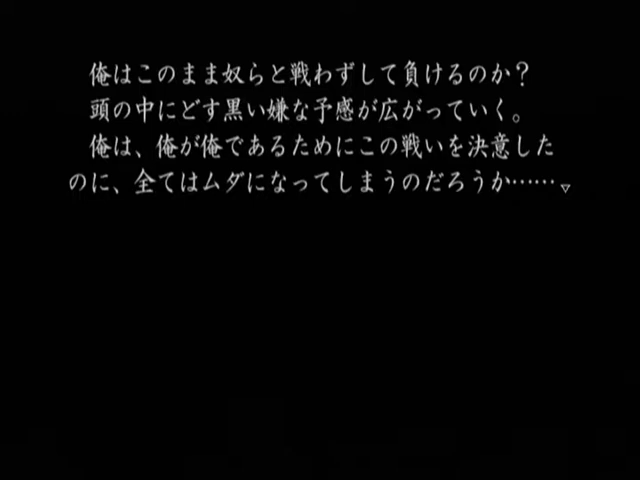 俺はこのまま奴らと戦わずして負けるのか？
頭の中にどす黒い嫌な予感が広がっていく。
俺は、俺が俺であるためにこの戦いを決意した
のに、全てはムダになってしまうのだろうか……▽